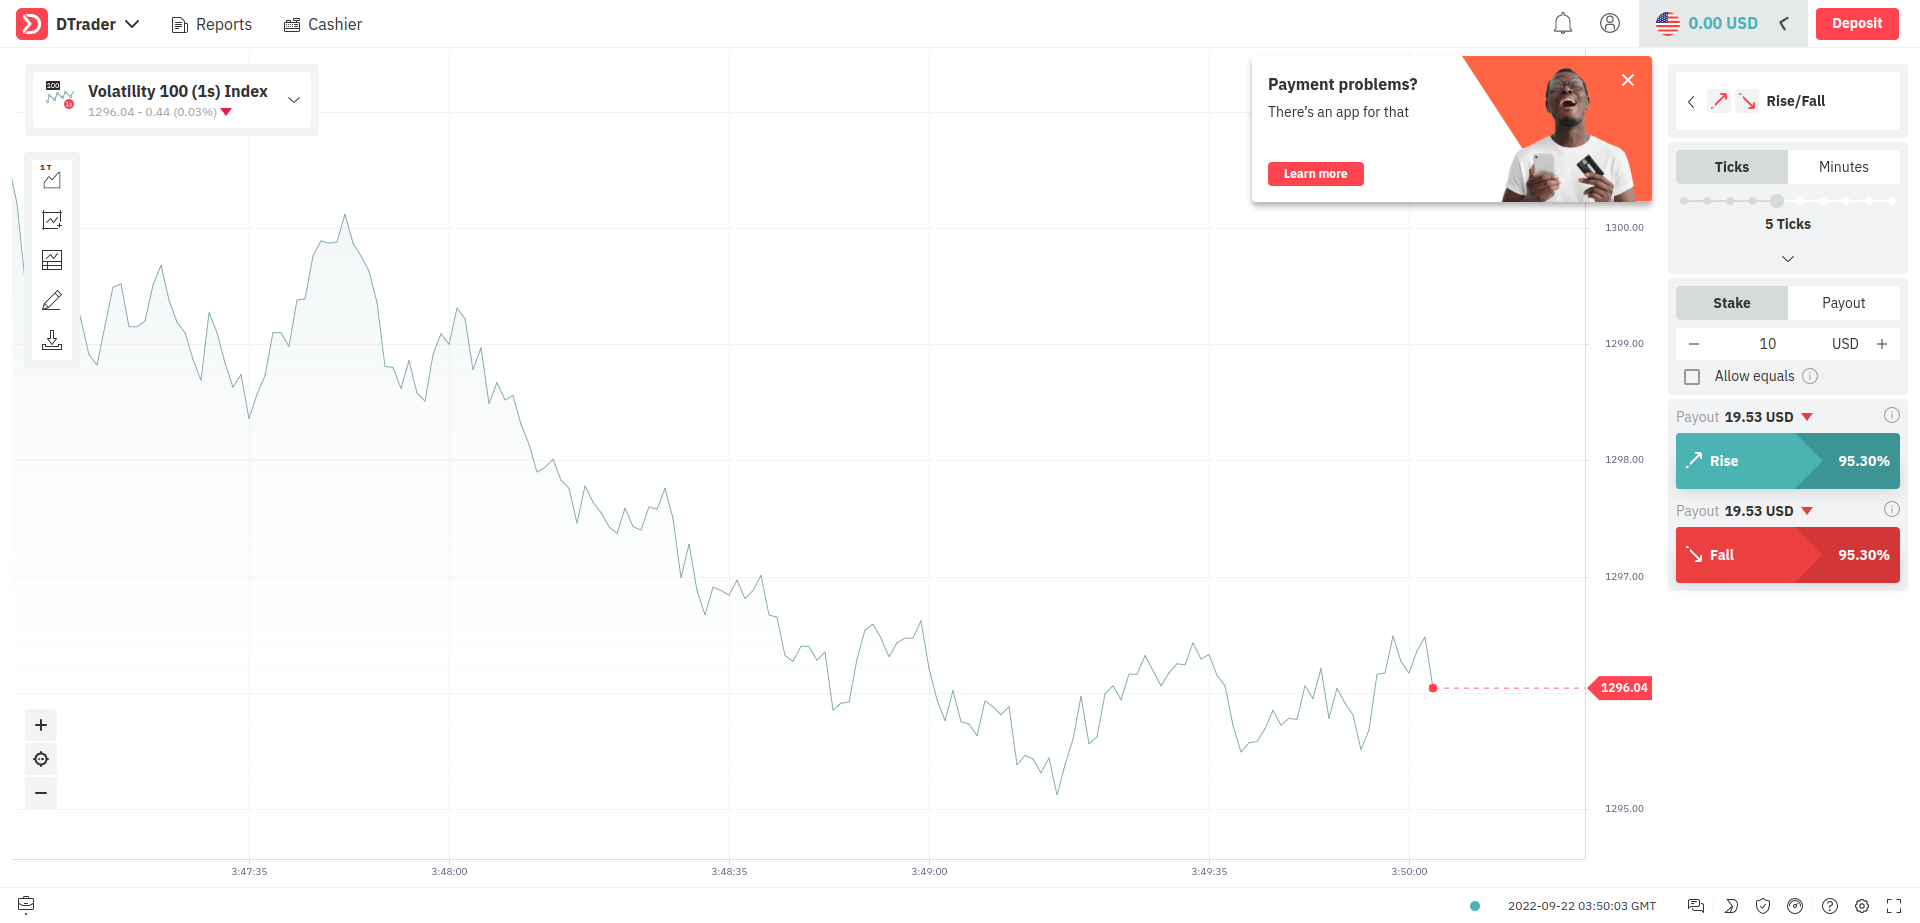 DTrader
Reports
Cashier
0.00 USD
Deposit
100
1s
Volatility 100 (1s) Index
1296.04 - 0.44 (0.03%)
1 T
Payment problems?
There's an app for that
Learn more
Rise/Fall
Ticks
Minutes
5 Ticks
Stake
Payout
10
USD
Allow equals
Payout 19.53 USD
Rise
95.30%
Payout 19.53 USD
Fall
95.30%
1300.00
1299.00
1298.00
1297.00
1296.04
1295.00
3:47:35
3:48:00
3:48:35
3:49:00
3:49:35
3:50:00
2022-09-22 03:50:03 GMT